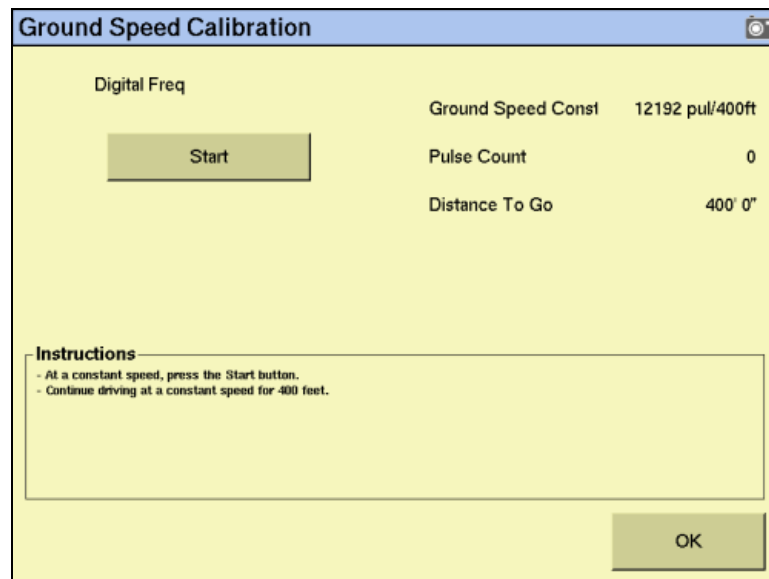 Ground Speed Calibration
Digital Freq
Start
Ground Speed Const 12192 pul/400ft
Pulse Count 0
Distance To Go 400' 0"
Instructions
- At a constant speed, press the Start button.
- Continue driving at a constant speed for 400 feet.
OK